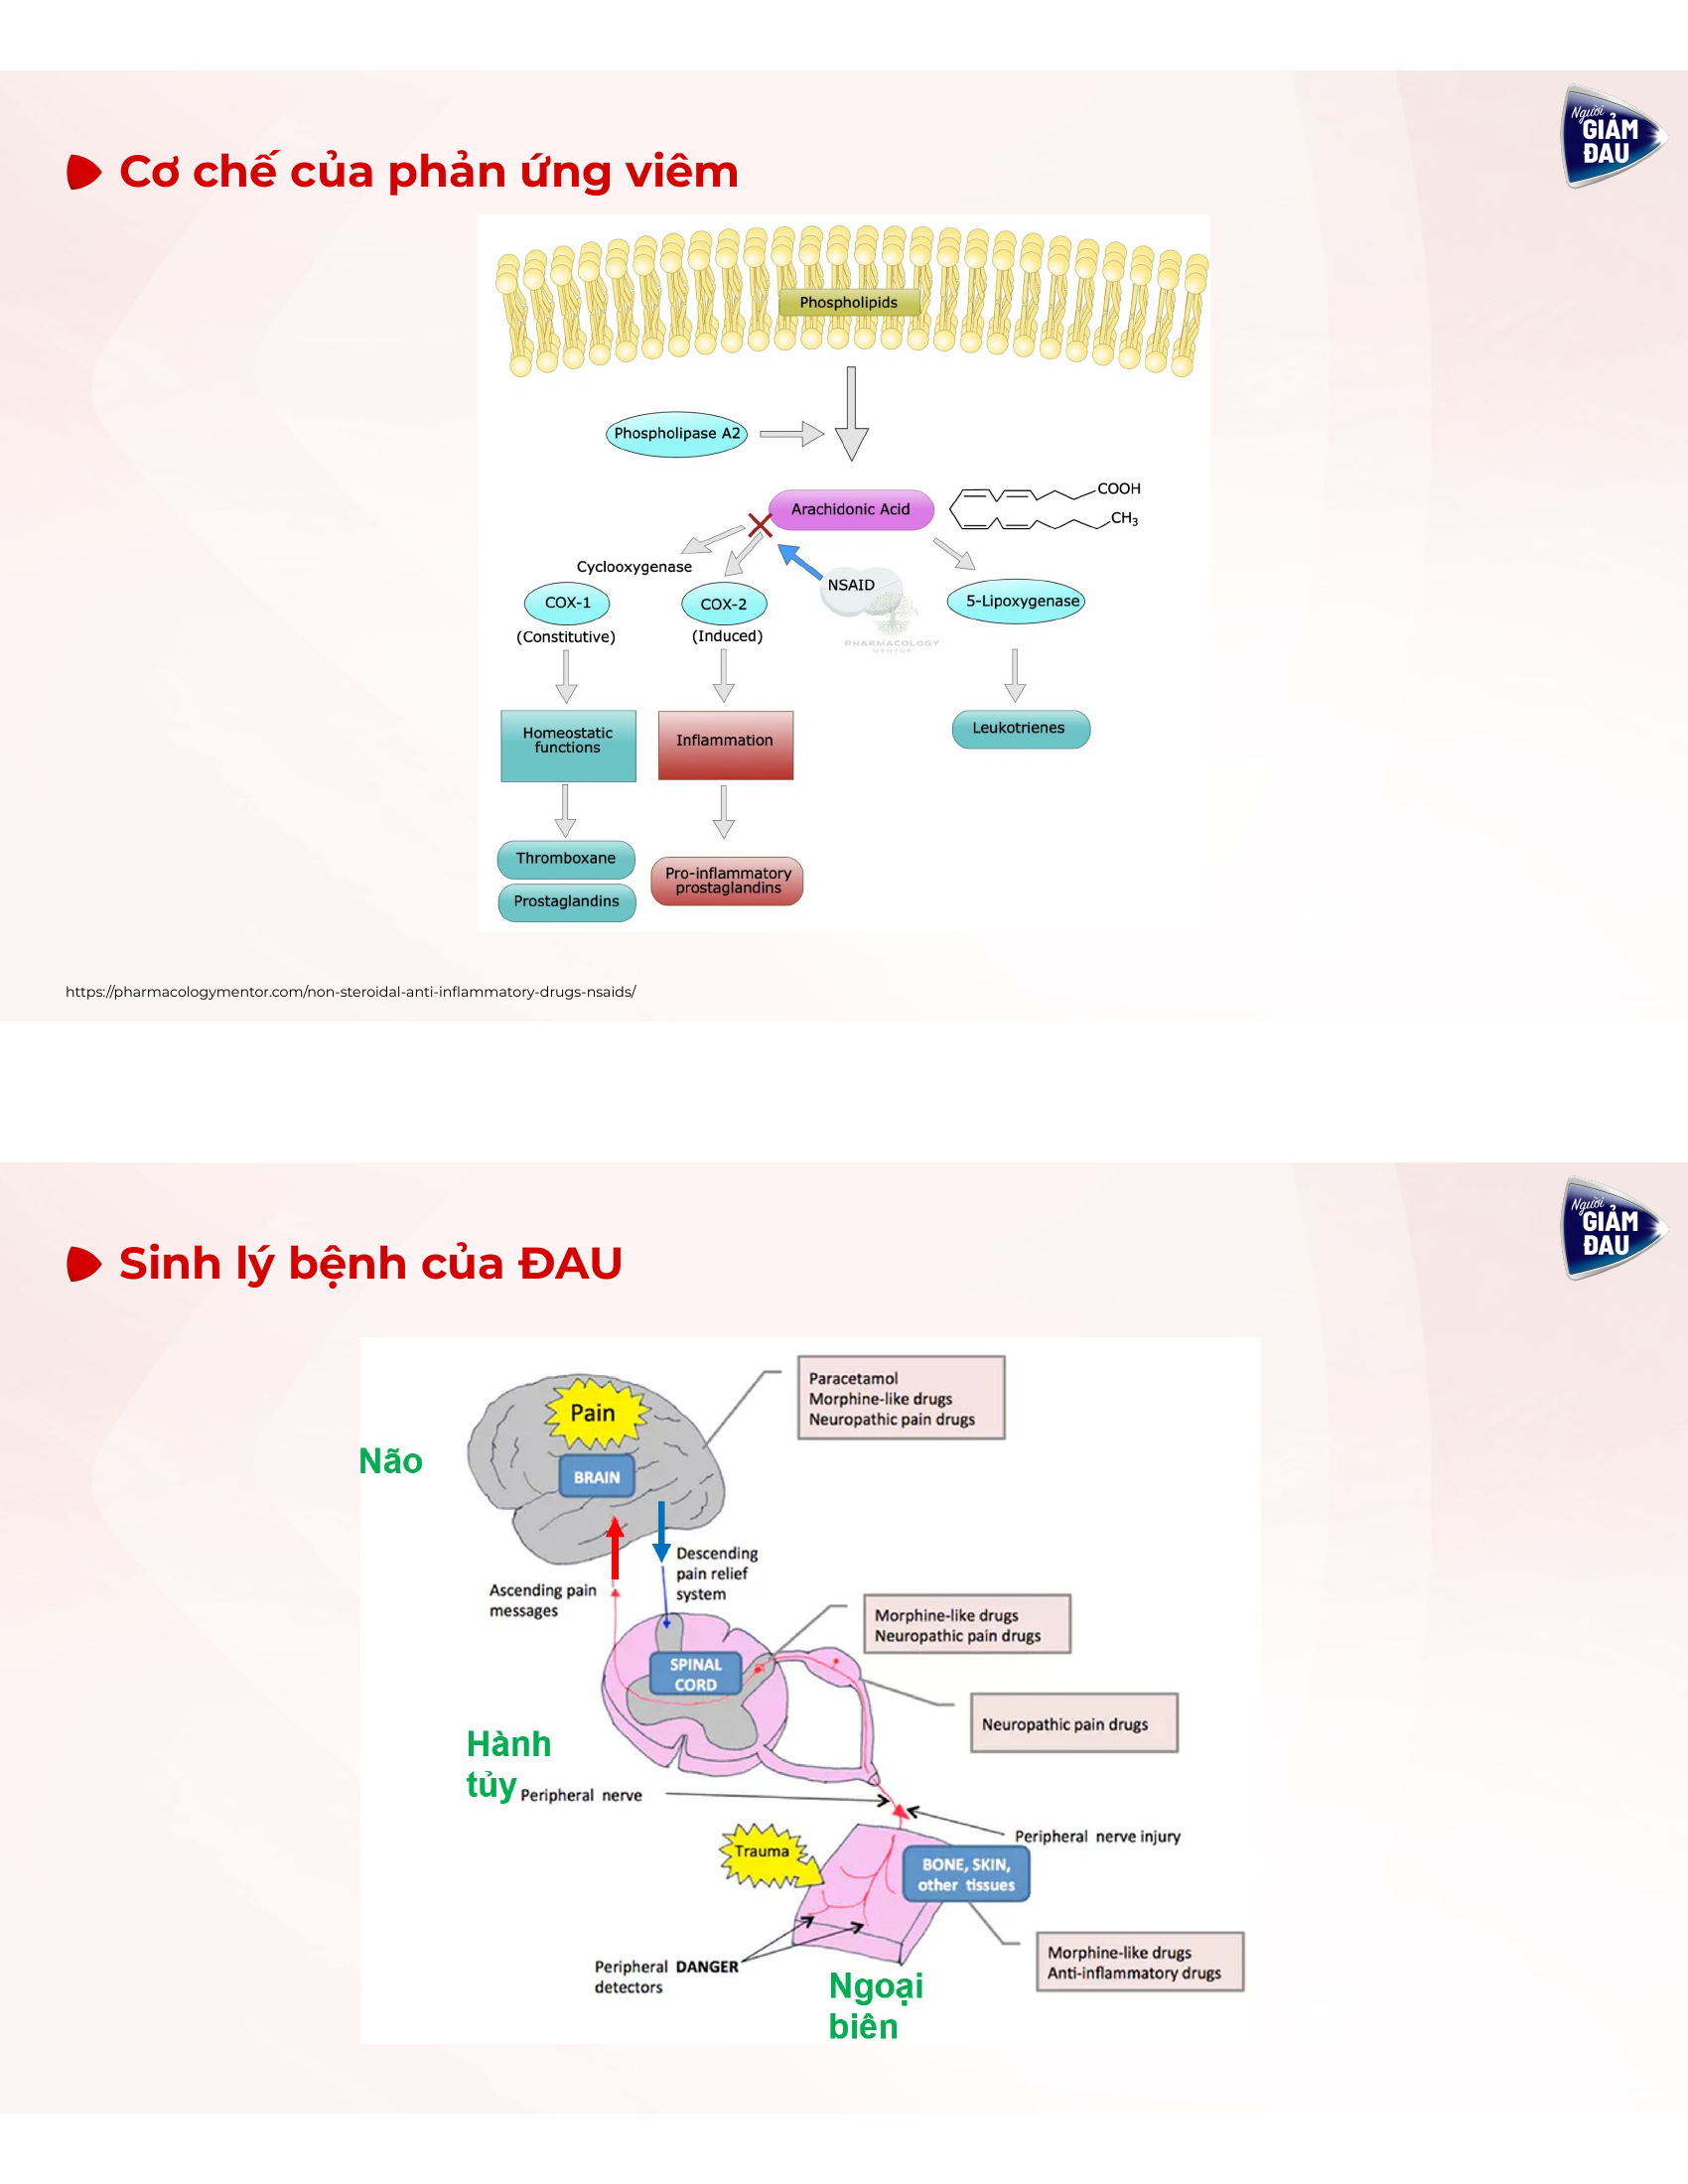 Người
GIẢM
ĐAU
Cơ chế của phản ứng viêm
Phospholipids
Phospholipase A2
Arachidonic Acid
COOH
CH3
Cyclooxygenase
NSAID
COX-1
COX-2
5-Lipoxygenase
(Constitutive)
(Induced)
PHARMACOLOGY
MENTOR
Homeostatic
functions
Inflammation
Leukotrienes
Thromboxane
Pro-inflammatory
prostaglandins
Prostaglandins
https://pharmacologymentor.com/non-steroidal-anti-inflammatory-drugs-nsaids/
Người
GIẢM
ĐAU
Sinh lý bệnh của ĐAU
Paracetamol
Morphine-like drugs
Neuropathic pain drugs
Pain
Não
BRAIN
Descending
pain relief
system
Ascending pain
messages
Morphine-like drugs
Neuropathic pain drugs
SPINAL
CORD
Neuropathic pain drugs
Hành
tủy
Peripheral nerve
Peripheral nerve injury
Trauma
BONE, SKIN,
other tissues
Peripheral DANGER
detectors
Morphine-like drugs
Anti-inflammatory drugs
Ngoại
biên